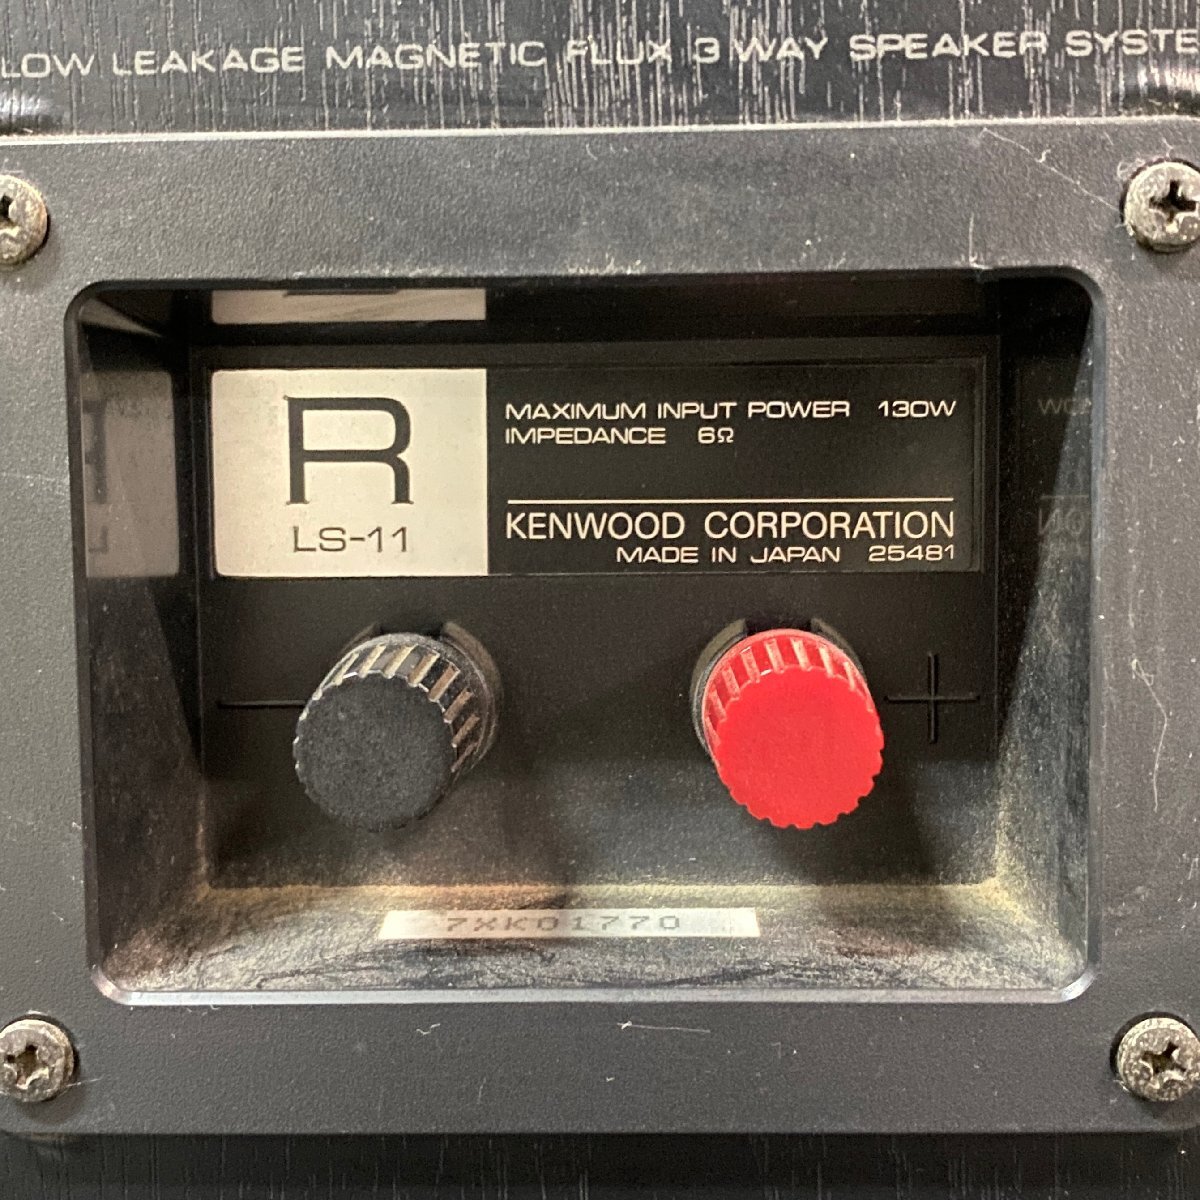 LOW LEAKAGE MAGNETIC FLUX 3 WAY SPEAKER SYSTE
R
LS-11
MAXIMUM INPUT POWER 130W
IMPEDANCE 6Ω
KENWOOD CORPORATION
MADE IN JAPAN 25481
− +
7XK01770